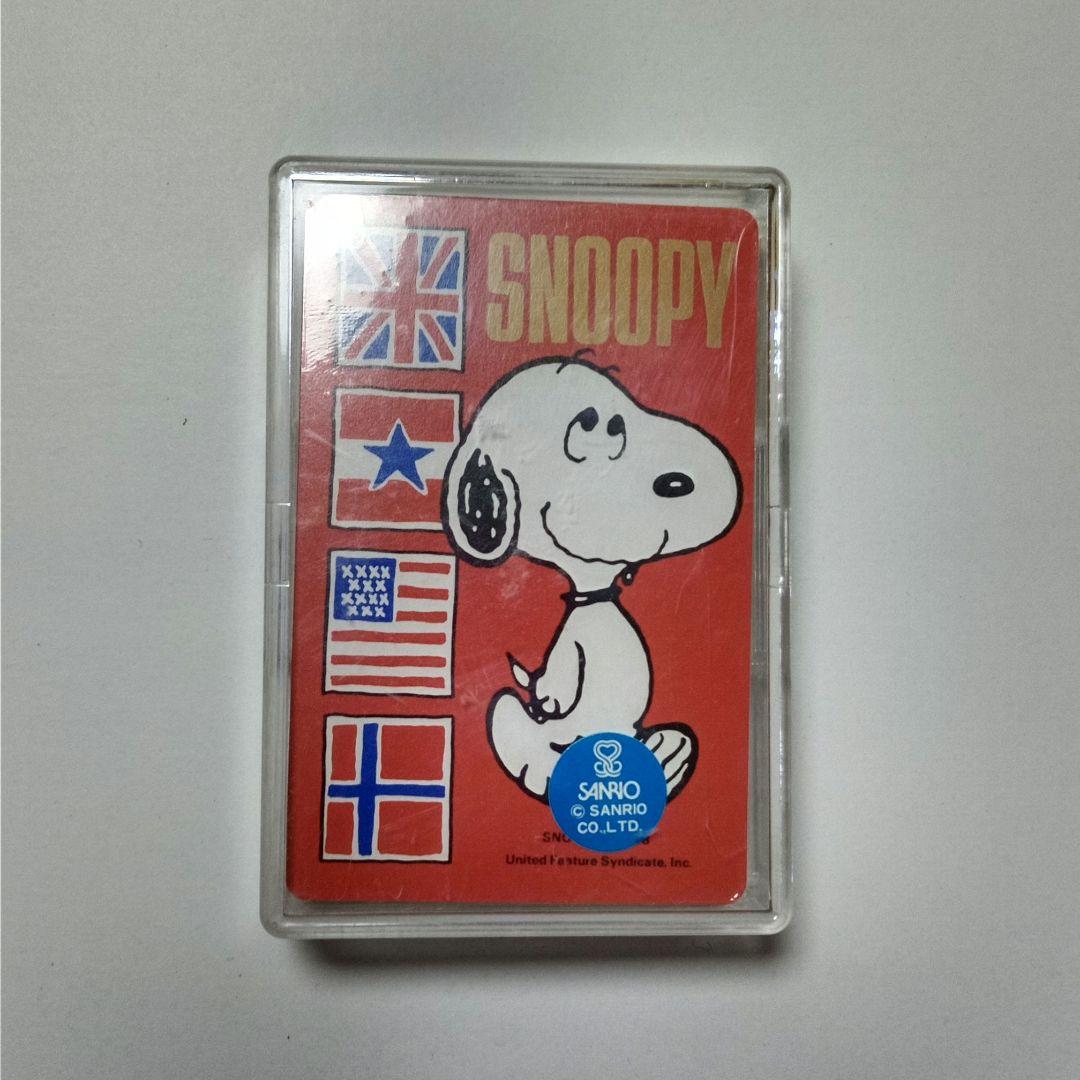 SNOOPY
SANRIO
© SANRIO
CO.,LTD.
United Feature Syndicate, Inc.